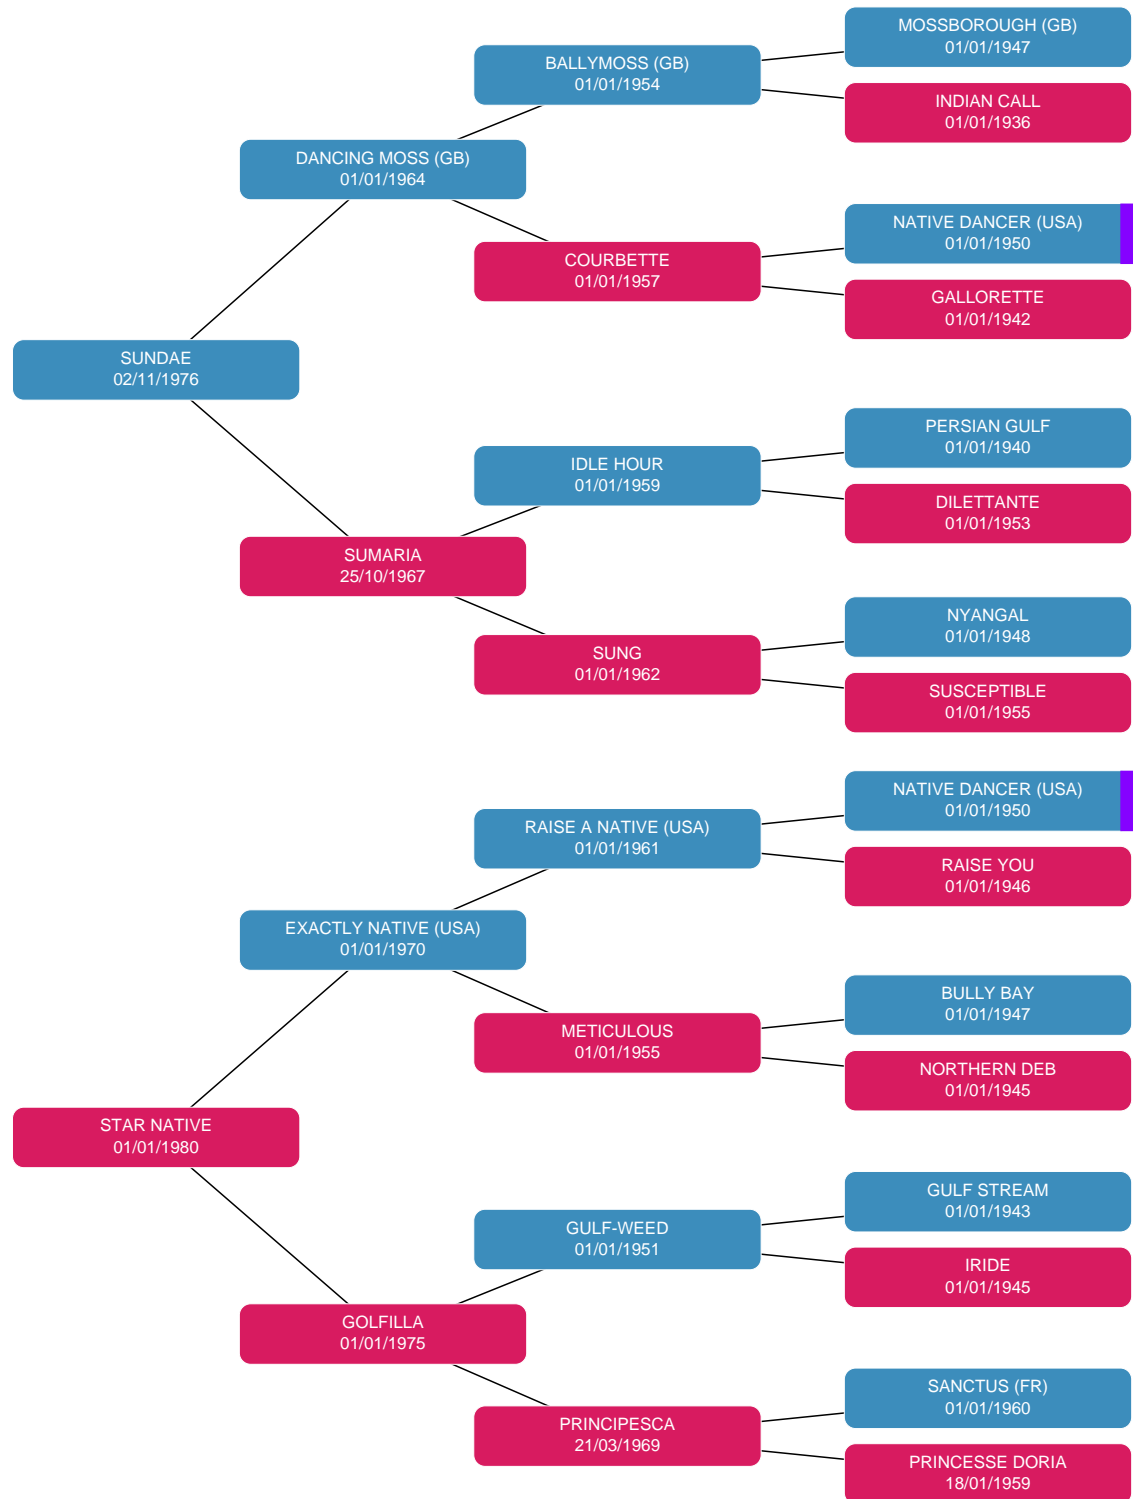 MOSSBOROUGH (GB)
01/01/1947
BALLYMOSS (GB)
01/01/1954
INDIAN CALL
01/01/1936
DANCING MOSS (GB)
01/01/1964
NATIVE DANCER (USA)
01/01/1950
COURBETTE
01/01/1957
GALLORETTE
01/01/1942
SUNDAE
02/11/1976
PERSIAN GULF
01/01/1940
IDLE HOUR
01/01/1959
DILETTANTE
01/01/1953
SUMARIA
25/10/1967
NYANGAL
01/01/1948
SUNG
01/01/1962
SUSCEPTIBLE
01/01/1955
NATIVE DANCER (USA)
01/01/1950
RAISE A NATIVE (USA)
01/01/1961
RAISE YOU
01/01/1946
EXACTLY NATIVE (USA)
01/01/1970
BULLY BAY
01/01/1947
METICULOUS
01/01/1955
NORTHERN DEB
01/01/1945
STAR NATIVE
01/01/1980
GULF STREAM
01/01/1943
GULF-WEED
01/01/1951
IRIDE
01/01/1945
GOLFILLA
01/01/1975
SANCTUS (FR)
01/01/1960
PRINCIPESCA
21/03/1969
PRINCESSE DORIA
18/01/1959